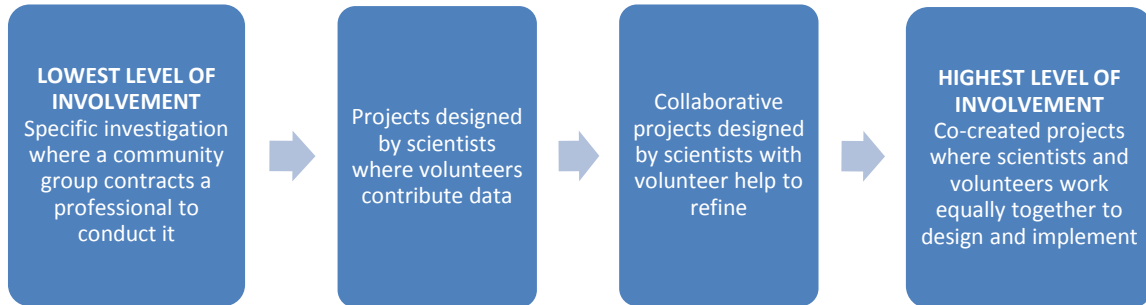 LOWEST LEVEL OF
INVOLVEMENT
Specific investigation
where a community
group contracts a
professional to
conduct it
Projects designed
by scientists
where volunteers
contribute data
Collaborative
projects designed
by scientists with
volunteer help to
refine
HIGHEST LEVEL OF
INVOLVEMENT
Co-created projects
where scientists and
volunteers work
equally together to
design and implement